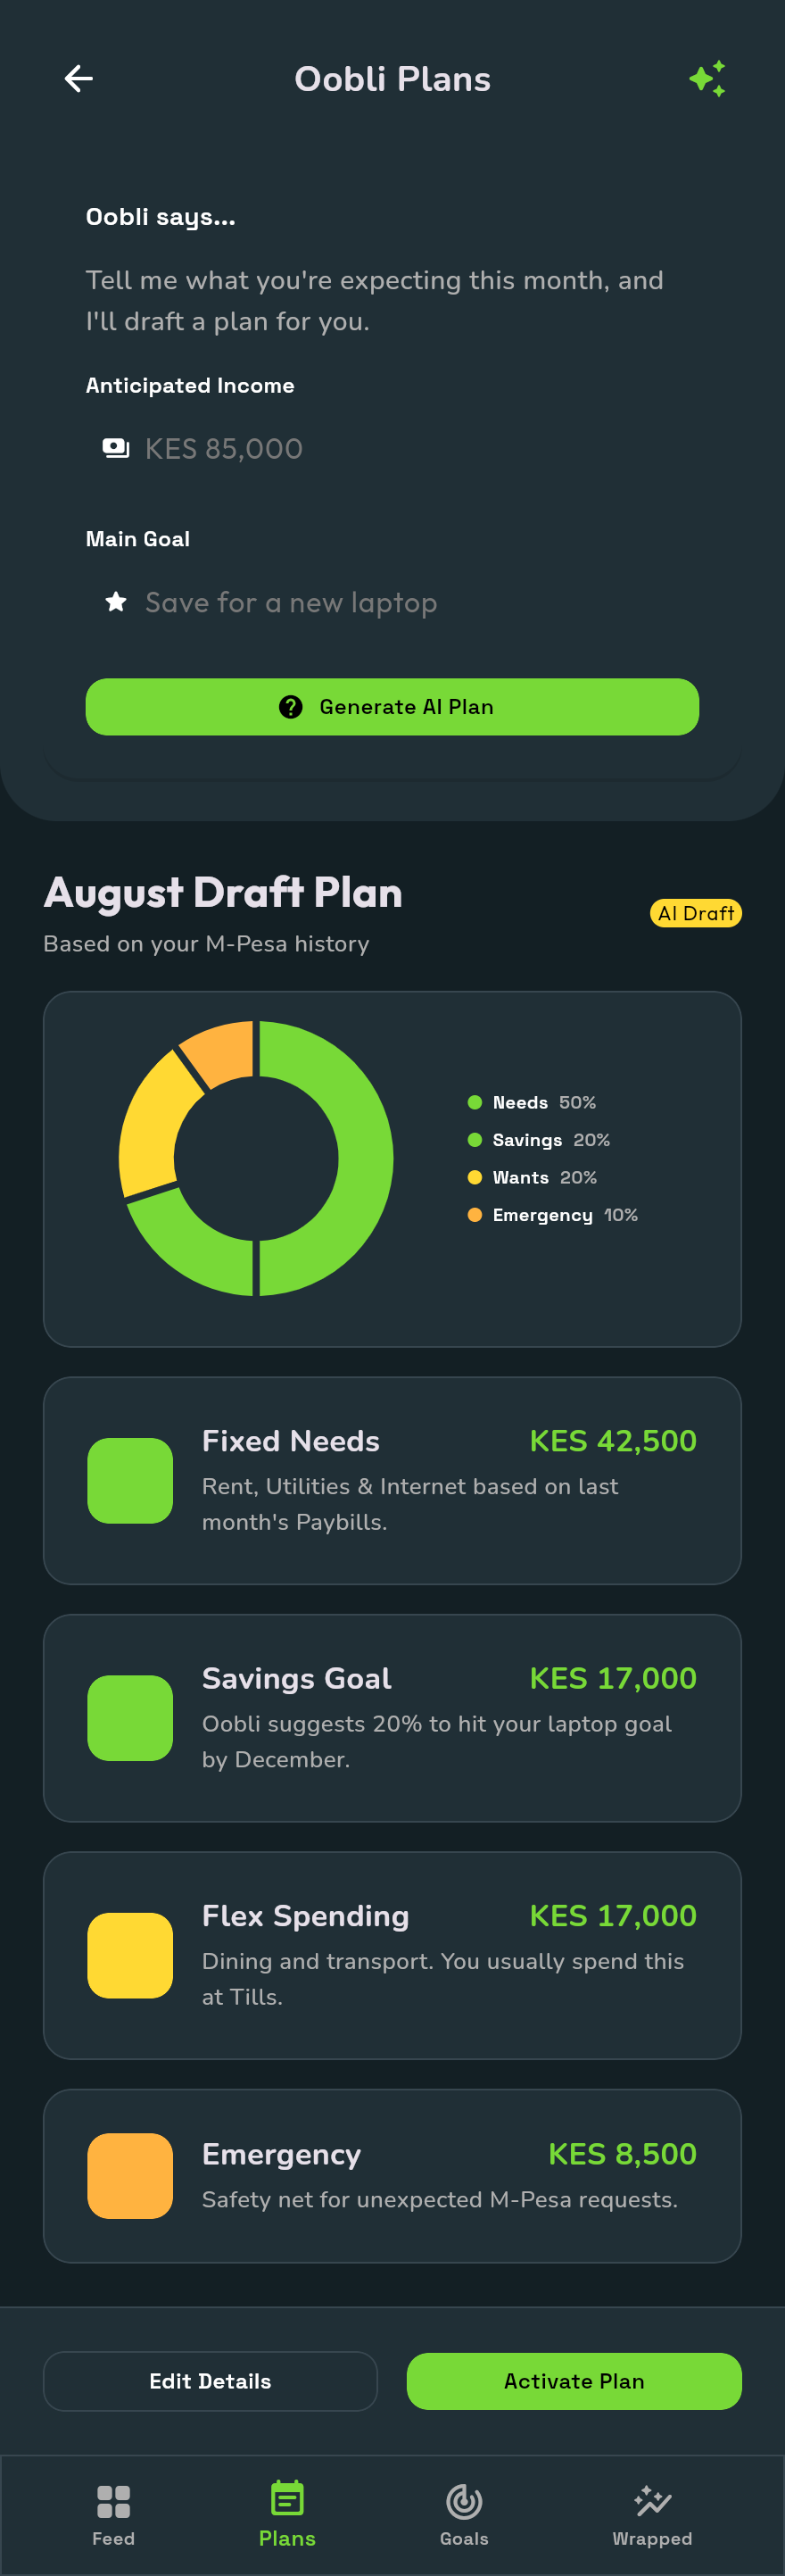 Oobli Plans
Oobli says...
Tell me what you're expecting this month, and
I'll draft a plan for you.
Anticipated Income
KES 85,000
Main Goal
Save for a new laptop
Generate AI Plan
August Draft Plan
AI Draft
Based on your M-Pesa history
Needs 50%
Savings 20%
Wants 20%
Emergency 10%
Fixed Needs KES 42,500
Rent, Utilities & Internet based on last
month's Paybills.
Savings Goal KES 17,000
Oobli suggests 20% to hit your laptop goal
by December.
Flex Spending KES 17,000
Dining and transport. You usually spend this
at Tills.
Emergency KES 8,500
Safety net for unexpected M-Pesa requests.
Edit Details Activate Plan
Feed Plans Goals Wrapped